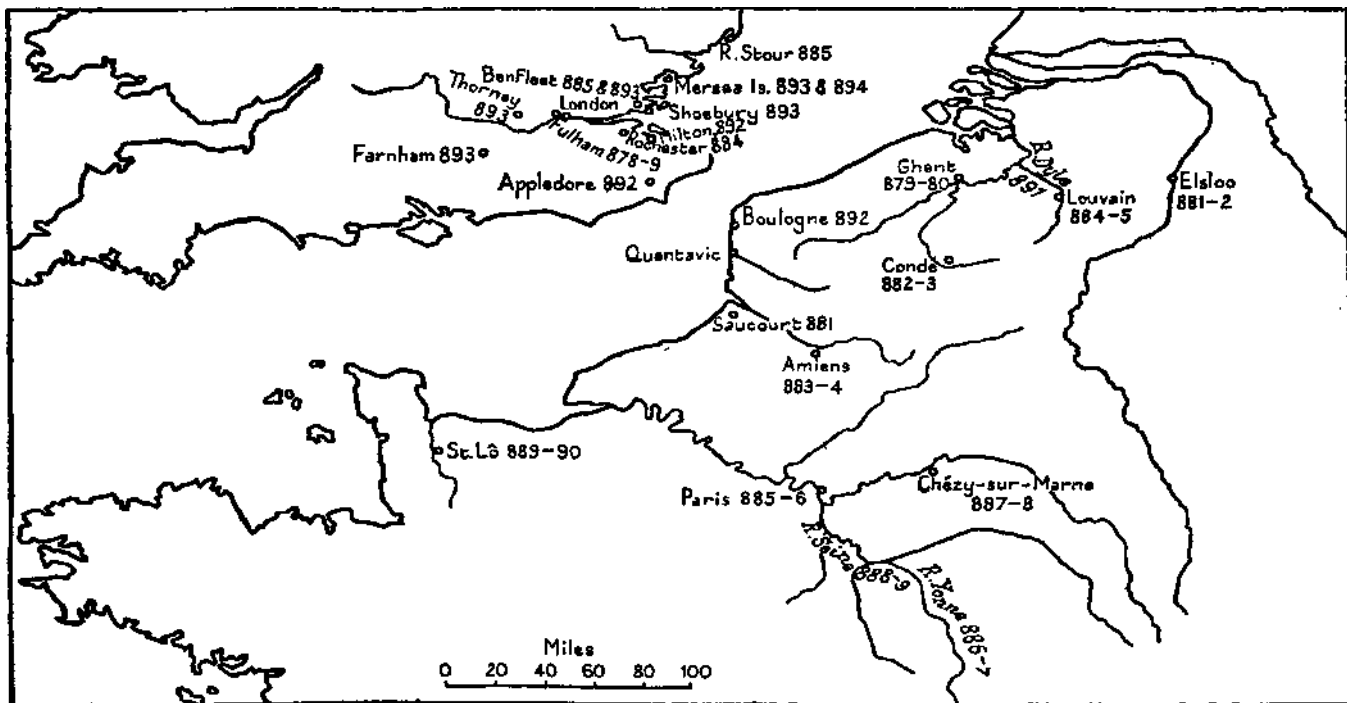 R. Stour 885
Benfleet 885 & 893
Mersea Is. 893 & 894
Thorney
893
London
Shoebury 893
Milton 892
Rochester
884
Fulham 878-9
Farnham 893
Appledore 892
Ghent
879-80
R. Dyle
891
Louvain
884-5
Elsloo
881-2
Boulogne 892
Quentavic
Condé
882-3
Saucourt 881
Amiens
883-4
St. Lô 889-90
Paris 885-6
Chézy-sur-Marne
887-8
R. Seine 888-9
R. Yonne 886-7
Miles
0 20 40 60 80 100